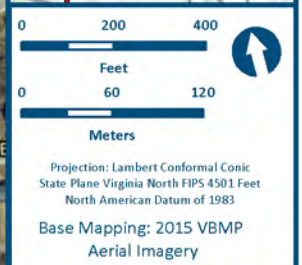 0 200 400
Feet
0 60 120
Meters
Projection: Lambert Conformal Conic
State Plane Virginia North FIPS 4501 Feet
North American Datum of 1983
Base Mapping: 2015 VBMP
Aerial Imagery